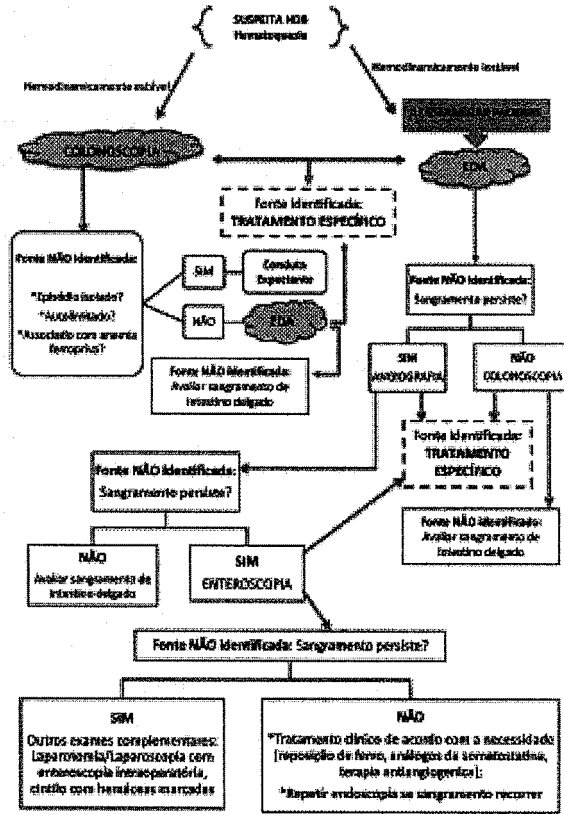 SUSPEITA HDB
Hematoquezia
Hemodinamicamente estável
Hemodinamicamente instável
COLONOSCOPIA
EDA
Fonte identificada:
TRATAMENTO ESPECÍFICO
Fonte NÃO identificada:
*Episódio isolado?
*Autolimitado?
*Associado com anemia
ferropriva?
SIM
Conduta
Expectante
NÃO
EDA
Fonte NÃO identificada:
Avaliar sangramento de
intestino delgado
Fonte NÃO identificada:
Sangramento persiste?
SIM
ANGIOGRAFIA
NÃO
COLONOSCOPIA
Fonte identificada:
TRATAMENTO
ESPECÍFICO
Fonte NÃO identificada:
Avaliar sangramento de
intestino delgado
Fonte NÃO identificada:
Sangramento persiste?
NÃO
Avaliar sangramento de
intestino delgado
SIM
ENTEROSCOPIA
Fonte NÃO identificada: Sangramento persiste?
SIM
Outros exames complementares:
Laparotomia/Laparoscopia com
enteroscopia intraoperatória,
cintilo com hemácias marcadas
NÃO
*Tratamento clínico de acordo com a necessidade
(reposição de ferro, análogos da somatostatina,
terapia antiangiogenica);
*Repetir endoscopia se sangramento recorrer